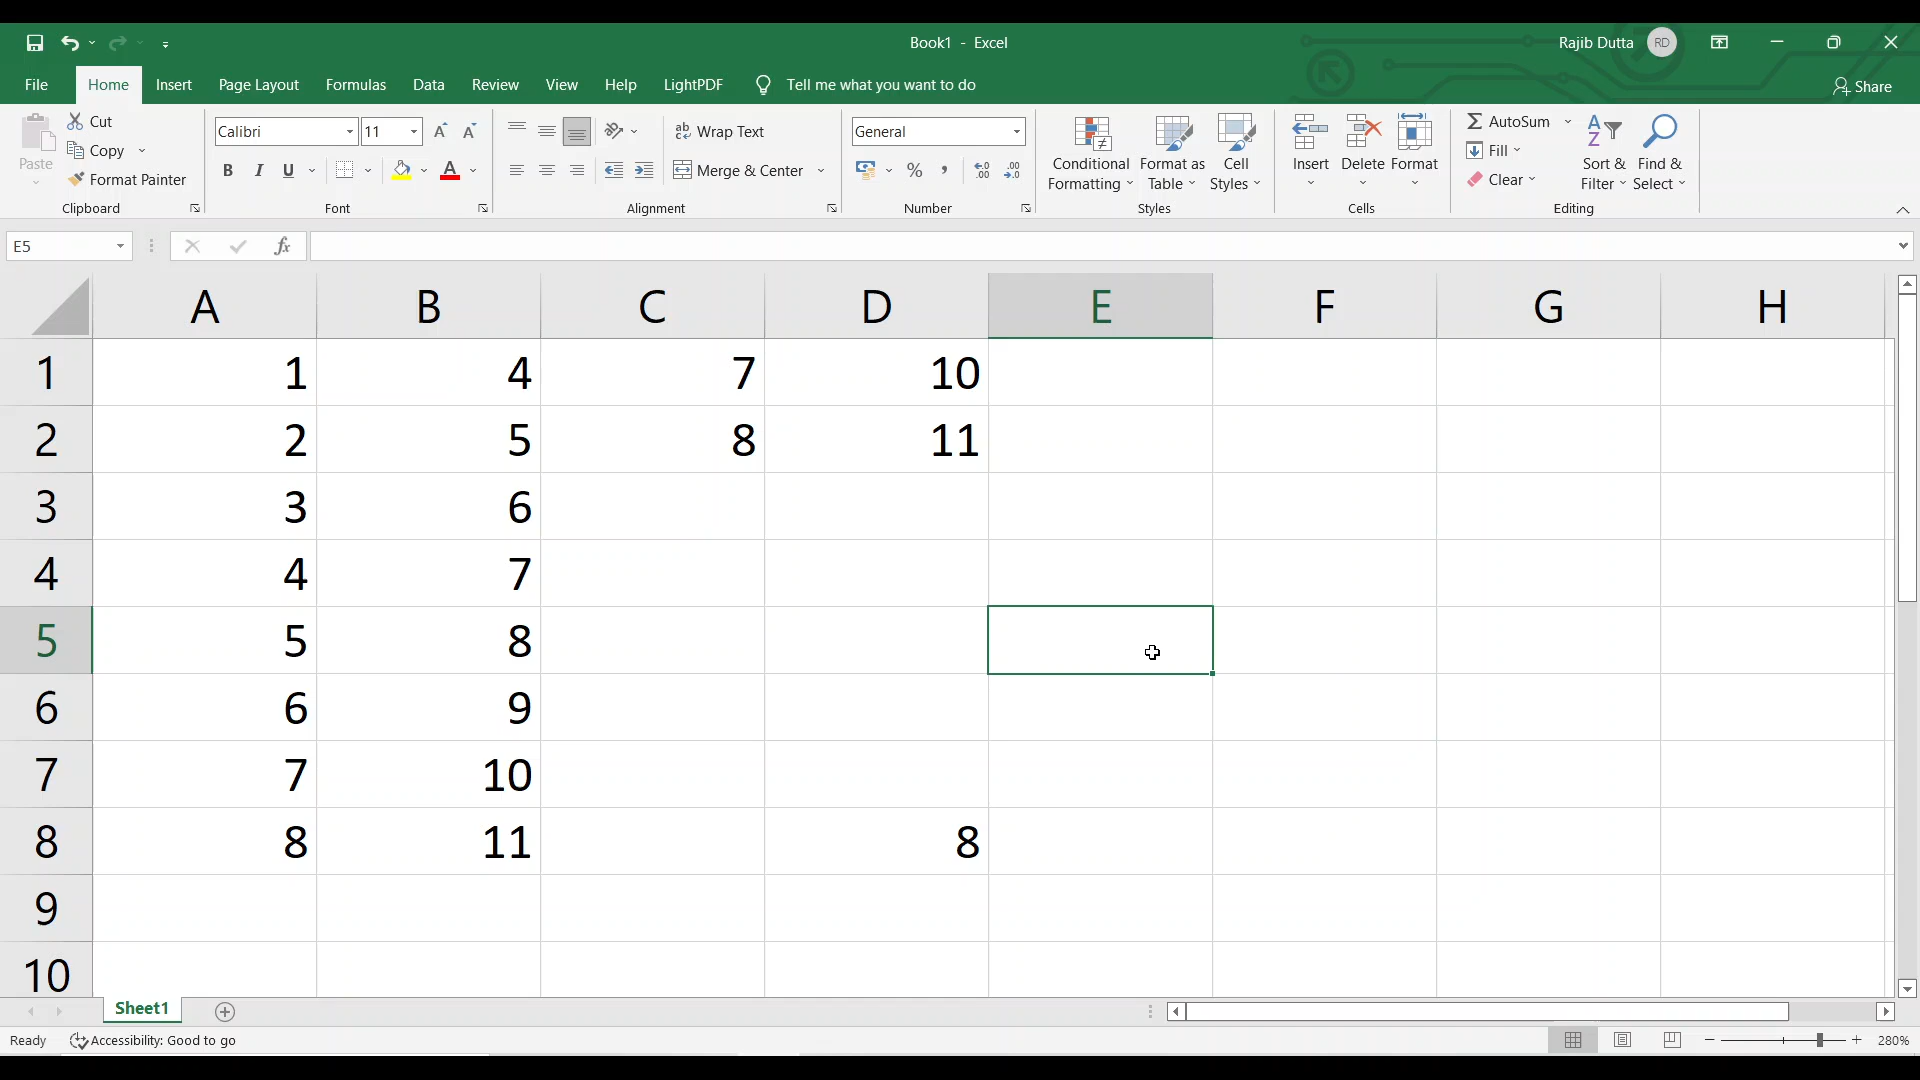 Book1 - Excel
Rajib Dutta RD
File Home Insert Page Layout Formulas Data Review View Help LightPDF Tell me what you want to do Share
Paste
Cut
Copy
Format Painter
Clipboard
Calibri 11
B I U
Font
Wrap Text
Merge & Center
Alignment
General
% ,
Number
Conditional Formatting
Format as Table
Cell Styles
Styles
Insert Delete Format
Cells
AutoSum
Fill
Clear
Sort & Filter
Find & Select
Editing
E5 fx
A B C D E F G H
1 1 4 7 10
2 2 5 8 11
3 3 6
4 4 7
5 5 8
6 6 9
7 7 10
8 8 11 8
9
10
Sheet1
Ready Accessibility: Good to go 280%